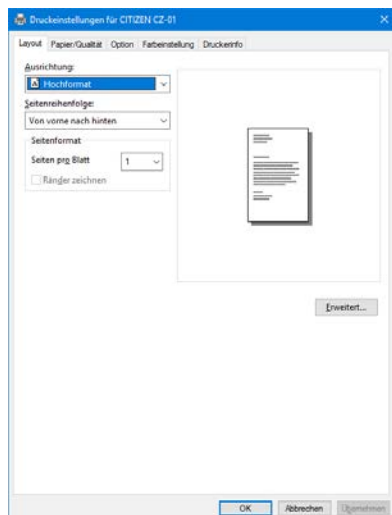 Druckeinstellungen für CITIZEN CZ-01
Layout Papier/Qualität Option Farbeinstellung Druckerinfo
Ausrichtung:
Hochformat
Seitenreihenfolge:
Von vorne nach hinten
Seitenformat
Seiten pro Blatt 1
Ränder zeichnen
Erweitert...
OK Abbrechen Übernehmen